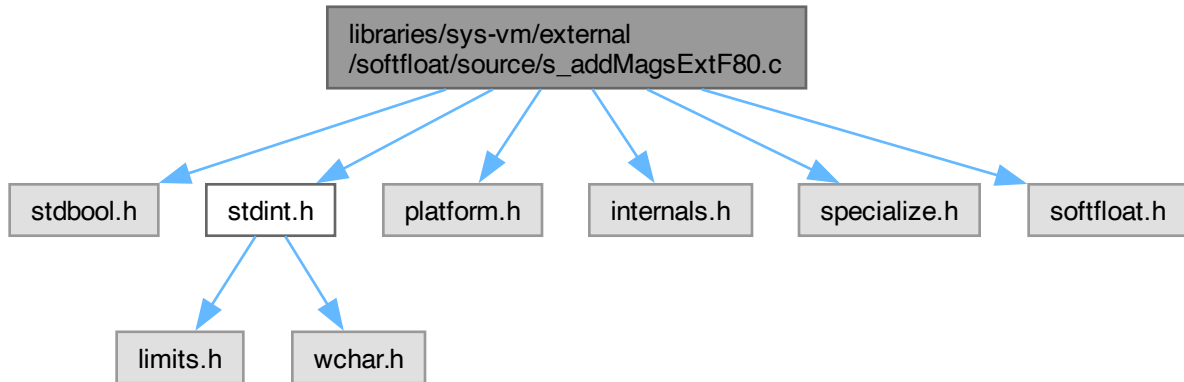 libraries/sys-vm/external
/softfloat/source/s_addMagsExtF80.c
stdbool.h
stdint.h
platform.h
internals.h
specialize.h
softfloat.h
limits.h
wchar.h